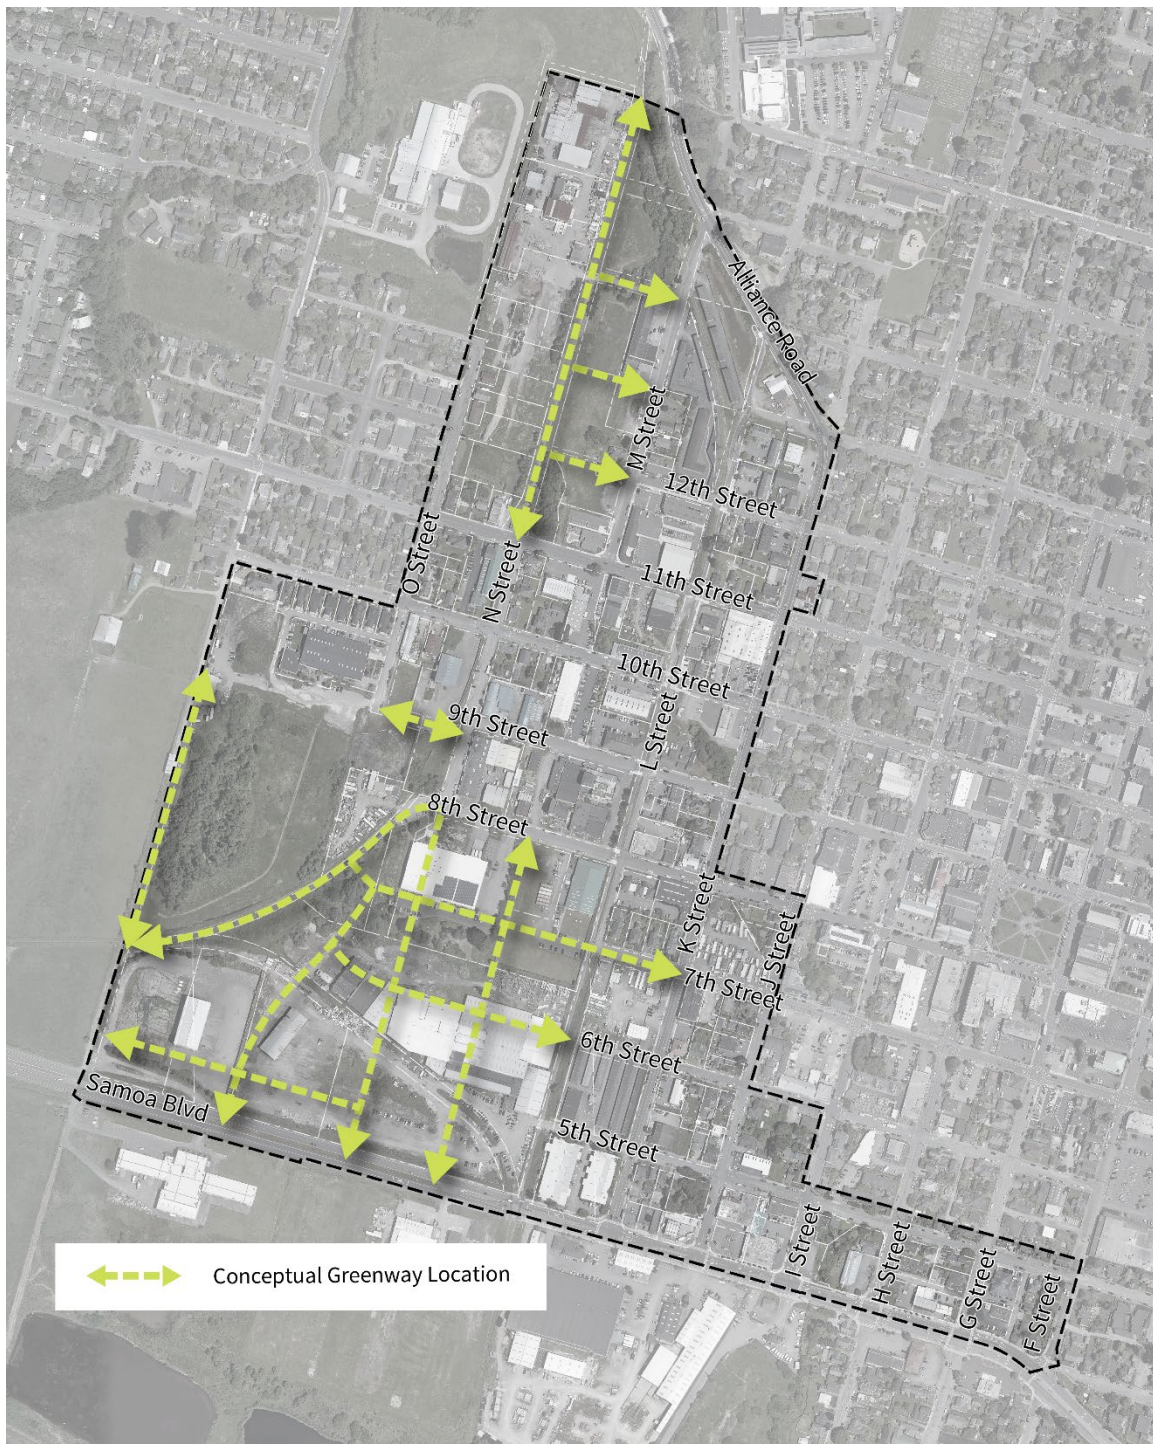 Alliance Road
M Street
12th Street
O Street
N Street
11th Street
10th Street
L Street
9th Street
8th Street
K Street
J Street
7th Street
6th Street
Samoa Blvd
5th Street
I Street
H Street
G Street
F Street
Conceptual Greenway Location